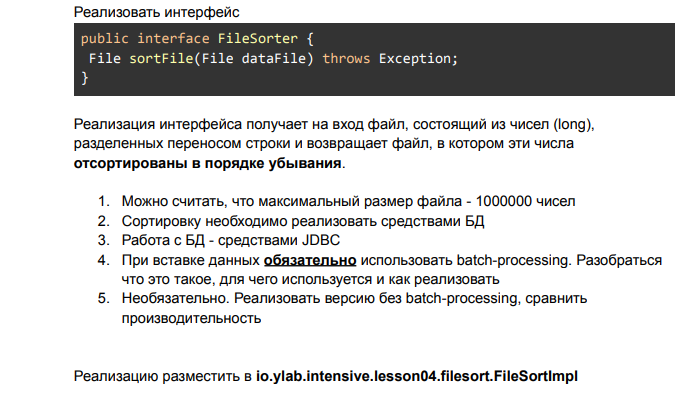 Реализовать интерфейс
public interface FileSorter {
 File sortFile(File dataFile) throws Exception;
}
Реализация интерфейса получает на вход файл, состоящий из чисел (long),
разделенных переносом строки и возвращает файл, в котором эти числа
отсортированы в порядке убывания.
1. Можно считать, что максимальный размер файла - 1000000 чисел
2. Сортировку необходимо реализовать средствами БД
3. Работа с БД - средствами JDBC
4. При вставке данных обязательно использовать batch-processing. Разобраться
что это такое, для чего используется и как реализовать
5. Необязательно. Реализовать версию без batch-processing, сравнить
производительность
Реализацию разместить в io.ylab.intensive.lesson04.filesort.FileSortImpl